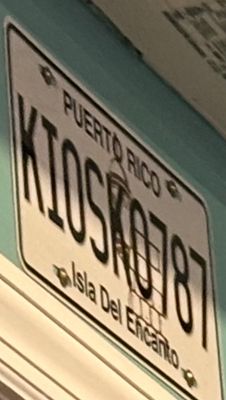 PUERTO RICO
KIOSKO787
Isla Del Encanto